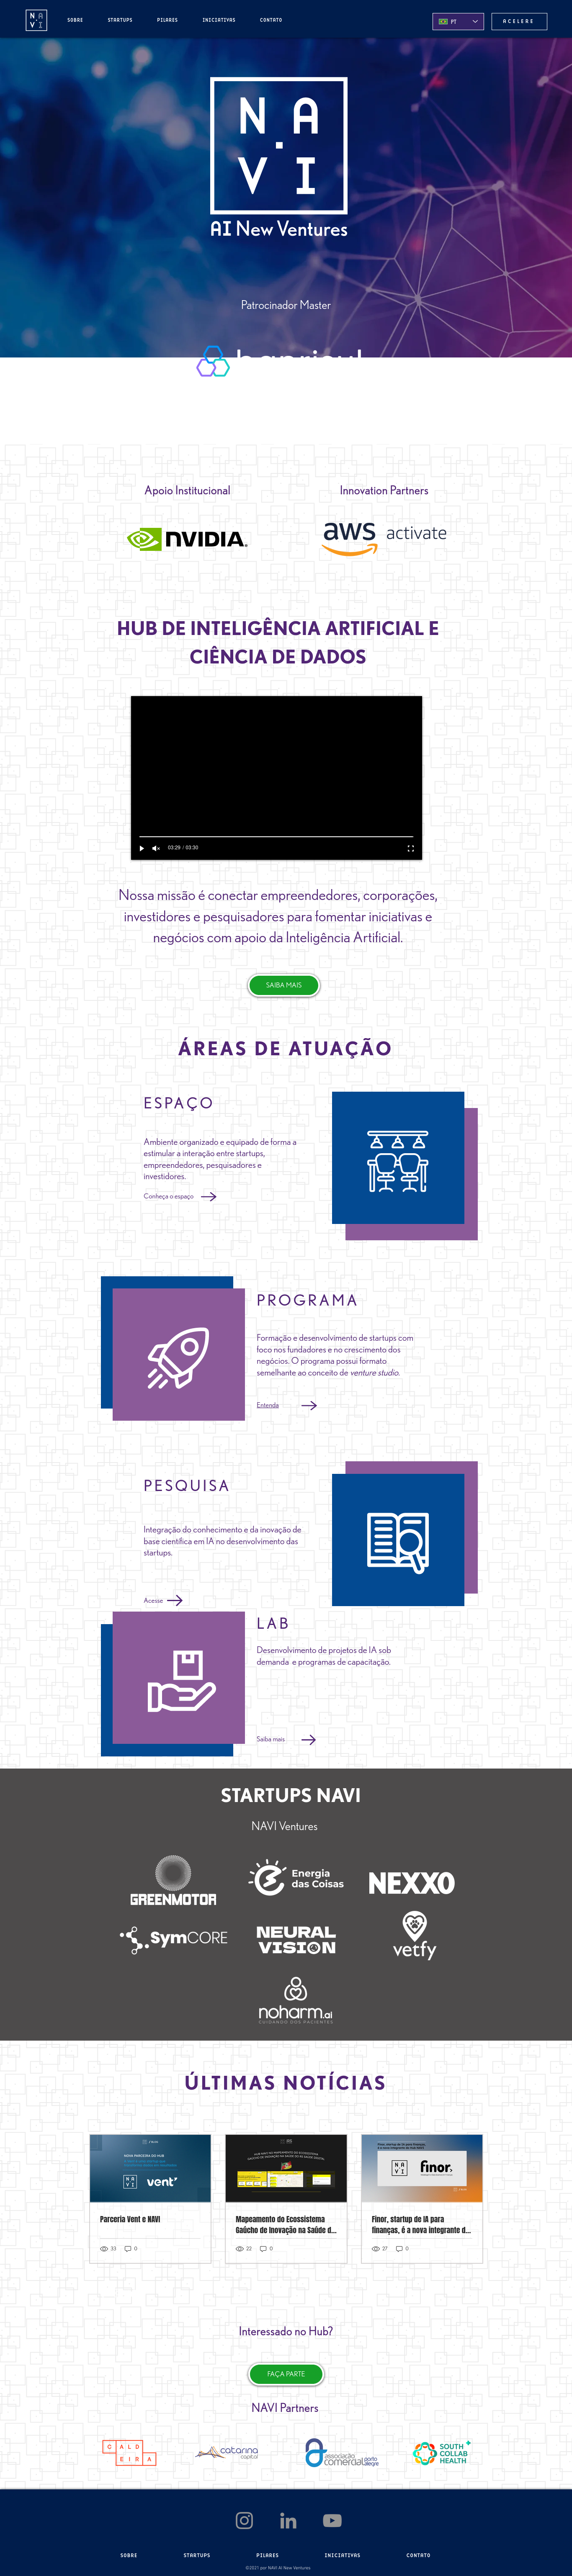 NAVI
SOBRE
STARTUPS
PILARES
INICIATIVAS
CONTATO
PT
ACELERE
NA
VI
AI New Ventures
Patrocinador Master
Apoio Institucional
Innovation Partners
NVIDIA.
aws activate
HUB DE INTELIGÊNCIA ARTIFICIAL E
CIÊNCIA DE DADOS
03:29 / 03:30
Nossa missão é conectar empreendedores, corporações,
investidores e pesquisadores para fomentar iniciativas e
negócios com apoio da Inteligência Artificial.
SAIBA MAIS
ÁREAS DE ATUAÇÃO
ESPAÇO
Ambiente organizado e equipado de forma a
estimular a interação entre startups,
empreendedores, pesquisadores e
investidores.
Conheça o espaço
PROGRAMA
Formação e desenvolvimento de startups com
foco nos fundadores e no crescimento dos
negócios. O programa possui formato
semelhante ao conceito de venture studio.
Entenda
PESQUISA
Integração do conhecimento e da inovação de
base científica em IA no desenvolvimento das
startups.
Acesse
LAB
Desenvolvimento de projetos de IA sob
demanda e programas de capacitação.
Saiba mais
STARTUPS NAVI
NAVI Ventures
GREENMOTOR
Energia
das Coisas
NEXXO
SymCORE
NEURAL
VISION
vetfy
noharm.ai
CUIDANDO DOS PACIENTES
ÚLTIMAS NOTÍCIAS
NAVI
vent
Parceria Vent e NAVI
33
0
Mapeamento do Ecossistema
Gaúcho de Inovação na Saúde d...
22
0
NAVI
finor
Finor, startup de IA para
finanças, é a nova integrante d...
27
0
Interessado no Hub?
FAÇA PARTE
NAVI Partners
CALD
EIRA
catarina
capital
associação
comercial porto
alegre
SOUTH
COLLAB
HEALTH
SOBRE
STARTUPS
PILARES
INICIATIVAS
CONTATO
©2021 por NAVI AI New Ventures